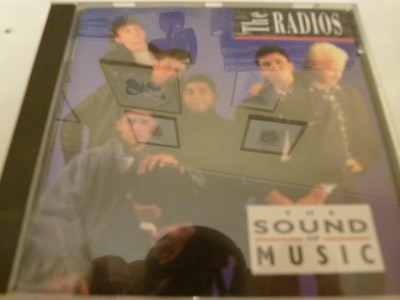 The RADIOS
THE
SOUND
OF
MUSIC